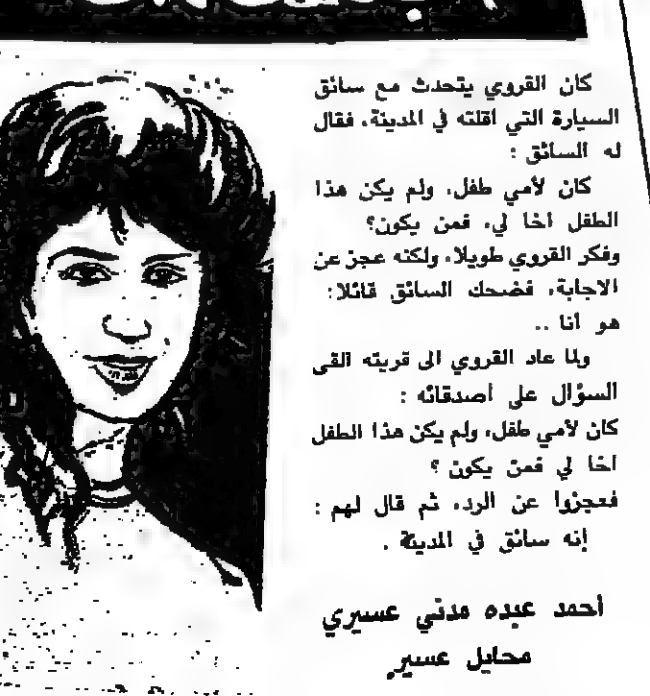 كان القروي يتحدث مع سائق
السيارة التي اقلته في المدينة، فقال
له السائق :
كان لأمي طفل، ولم يكن هذا
الطفل اخا لي، فمن يكون؟
وفكر القروي طويلا، ولكنه عجز عن
الاجابة، فضحك السائق قائلا:
هو أنا ..
ولما عاد القروي الى قريته القى
السؤال على أصدقائه :
كان لأمي طفل، ولم يكن هذا الطفل
اخا لي فمن يكون ؟
فعجزوا عن الرد، ثم قال لهم :
إنه سائق في المدينة .
أحمد عبده مدني عسيري
محايل عسير